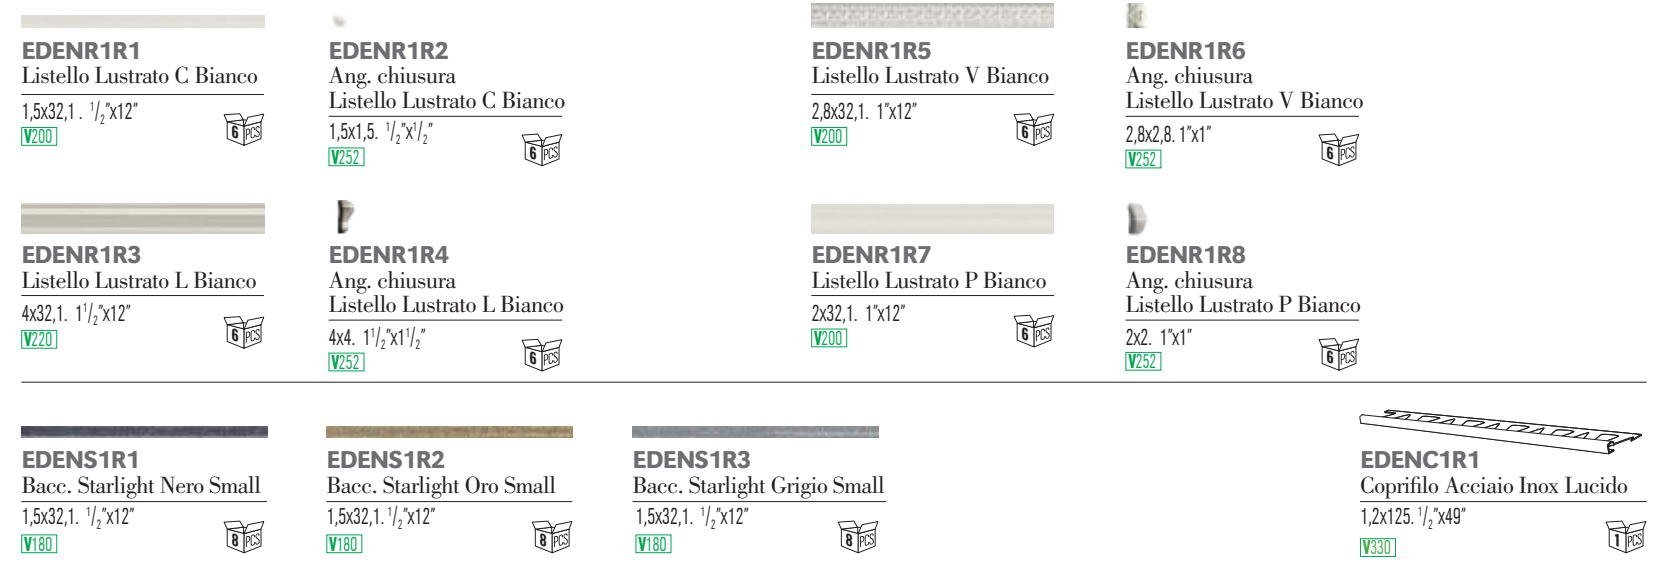 EDENR1R1
Listello Lustrato C Bianco
1,5x32,1. 1/2"x12"
V200
6 PCS
EDENR1R2
Ang. chiusura
Listello Lustrato C Bianco
1,5x1,5. 1/2"x1/2"
V252
6 PCS
EDENR1R5
Listello Lustrato V Bianco
2,8x32,1. 1"x12"
V200
6 PCS
EDENR1R6
Ang. chiusura
Listello Lustrato V Bianco
2,8x2,8. 1"x1"
V252
6 PCS
EDENR1R3
Listello Lustrato L Bianco
4x32,1. 1 1/2"x12"
V220
6 PCS
EDENR1R4
Ang. chiusura
Listello Lustrato L Bianco
4x4. 1 1/2"x1 1/2"
V252
6 PCS
EDENR1R7
Listello Lustrato P Bianco
2x32,1. 1"x12"
V200
6 PCS
EDENR1R8
Ang. chiusura
Listello Lustrato P Bianco
2x2. 1"x1"
V252
6 PCS
EDENS1R1
Bacc. Starlight Nero Small
1,5x32,1. 1/2"x12"
V180
8 PCS
EDENS1R2
Bacc. Starlight Oro Small
1,5x32,1. 1/2"x12"
V180
8 PCS
EDENS1R3
Bacc. Starlight Grigio Small
1,5x32,1. 1/2"x12"
V180
8 PCS
EDENC1R1
Coprifilo Acciaio Inox Lucido
1,2x125. 1/2"x49"
V330
1 PCS